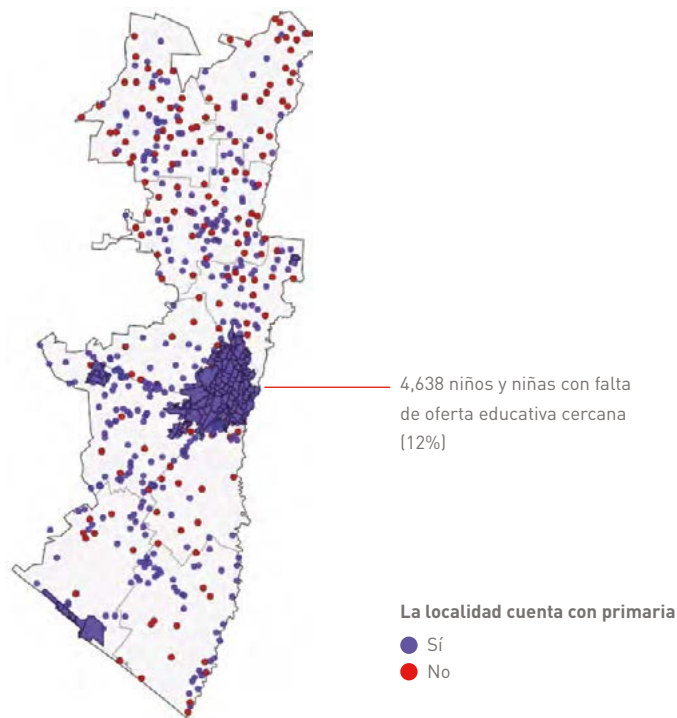 4,638 niños y niñas con falta
de oferta educativa cercana
(12%)
La localidad cuenta con primaria
Sí
No